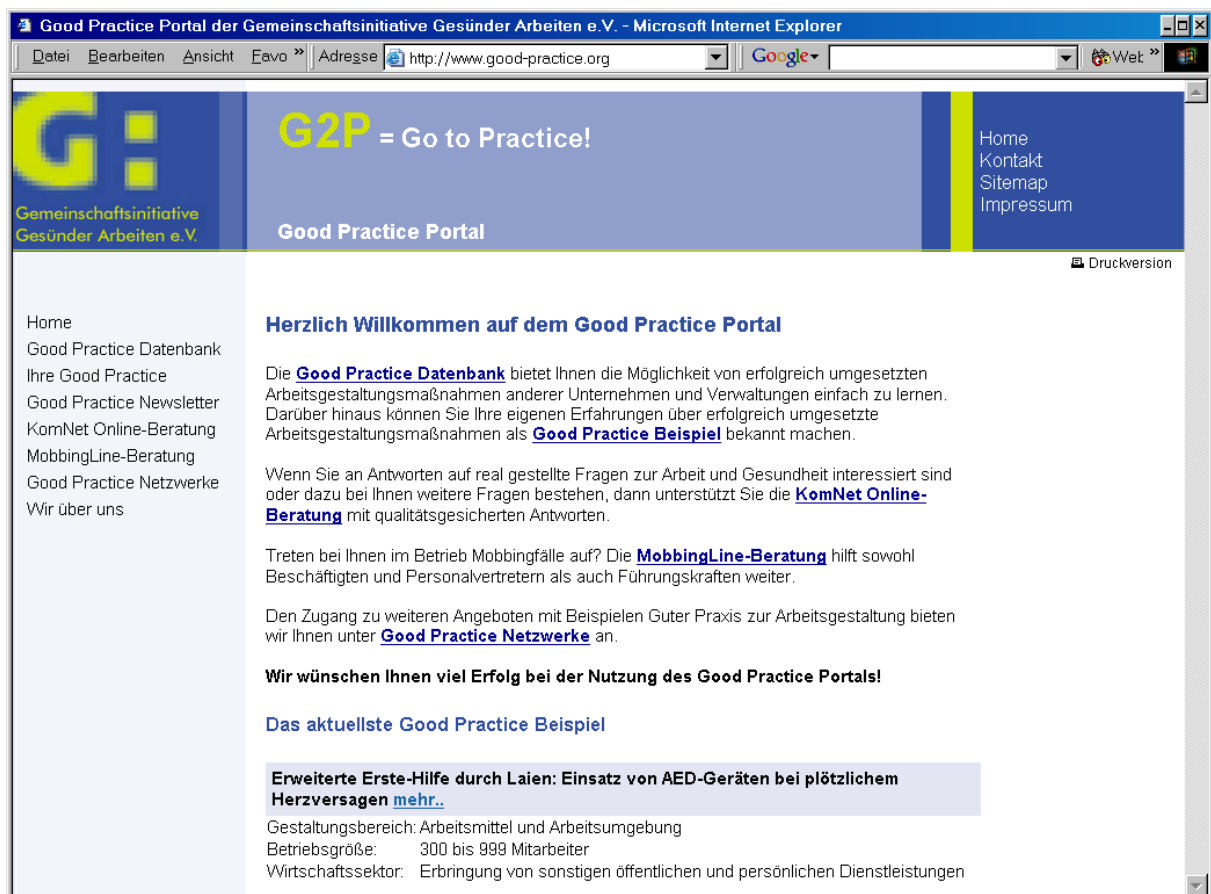 Good Practice Portal der Gemeinschaftsinitiative Gesünder Arbeiten e.V. - Microsoft Internet Explorer
Datei Bearbeiten Ansicht Favo » Adresse http://www.good-practice.org Google Web »
G:
Gemeinschaftsinitiative
Gesünder Arbeiten e.V.
G2P = Go to Practice!
Good Practice Portal
Home
Kontakt
Sitemap
Impressum
Druckversion
Home
Good Practice Datenbank
Ihre Good Practice
Good Practice Newsletter
KomNet Online-Beratung
MobbingLine-Beratung
Good Practice Netzwerke
Wir über uns
Herzlich Willkommen auf dem Good Practice Portal
Die Good Practice Datenbank bietet Ihnen die Möglichkeit von erfolgreich umgesetzten
Arbeitsgestaltungsmaßnahmen anderer Unternehmen und Verwaltungen einfach zu lernen.
Darüber hinaus können Sie Ihre eigenen Erfahrungen über erfolgreich umgesetzte
Arbeitsgestaltungsmaßnahmen als Good Practice Beispiel bekannt machen.
Wenn Sie an Antworten auf real gestellte Fragen zur Arbeit und Gesundheit interessiert sind
oder dazu bei Ihnen weitere Fragen bestehen, dann unterstützt Sie die KomNet Online-
Beratung mit qualitätsgesicherten Antworten.
Treten bei Ihnen im Betrieb Mobbingfälle auf? Die MobbingLine-Beratung hilft sowohl
Beschäftigten und Personalvertretern als auch Führungskraften weiter.
Den Zugang zu weiteren Angeboten mit Beispielen Guter Praxis zur Arbeitsgestaltung bieten
wir Ihnen unter Good Practice Netzwerke an.
Wir wünschen Ihnen viel Erfolg bei der Nutzung des Good Practice Portals!
Das aktuellste Good Practice Beispiel
Erweiterte Erste-Hilfe durch Laien: Einsatz von AED-Geräten bei plötzlichem
Herzversagen mehr..
Gestaltungsbereich: Arbeitsmittel und Arbeitsumgebung
Betriebsgröße: 300 bis 999 Mitarbeiter
Wirtschaftssektor: Erbringung von sonstigen öffentlichen und persönlichen Dienstleistungen